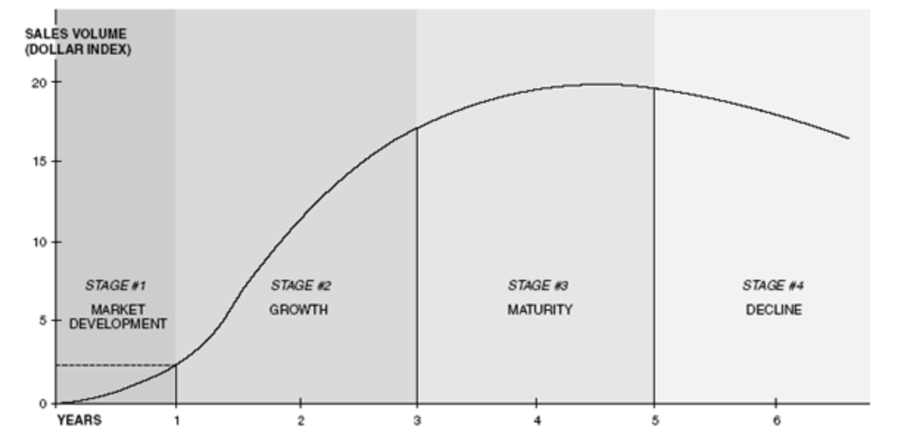 SALES VOLUME
(DOLLAR INDEX)
20
15
10
5
0
STAGE #1
MARKET
DEVELOPMENT
STAGE #2
GROWTH
STAGE #3
MATURITY
STAGE #4
DECLINE
YEARS 1 2 3 4 5 6